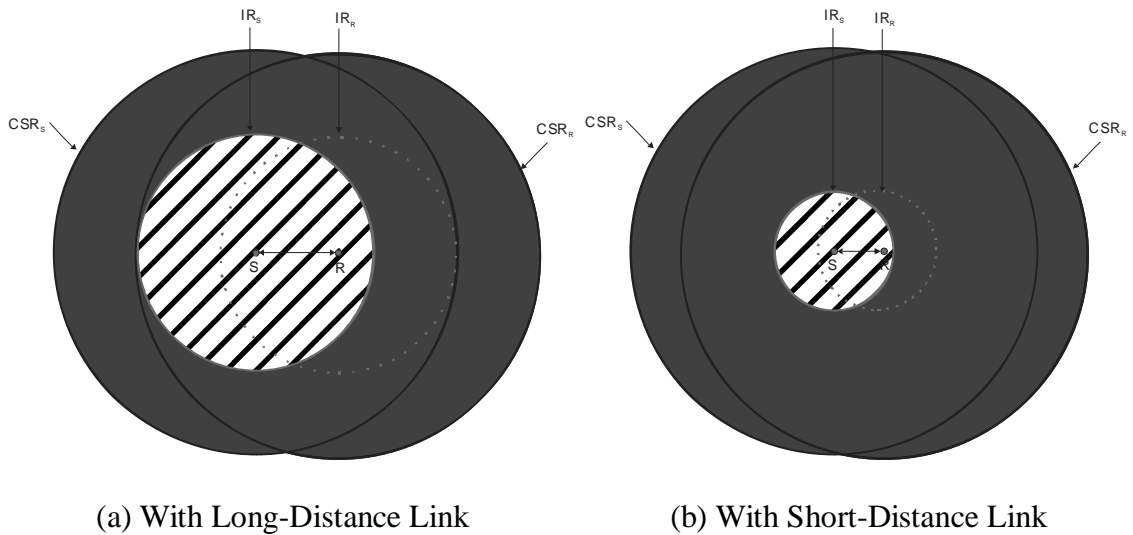 IRS IRR IRS IRR
CSRS CSRR CSRS CSRR
S R S R
(a) With Long-Distance Link (b) With Short-Distance Link